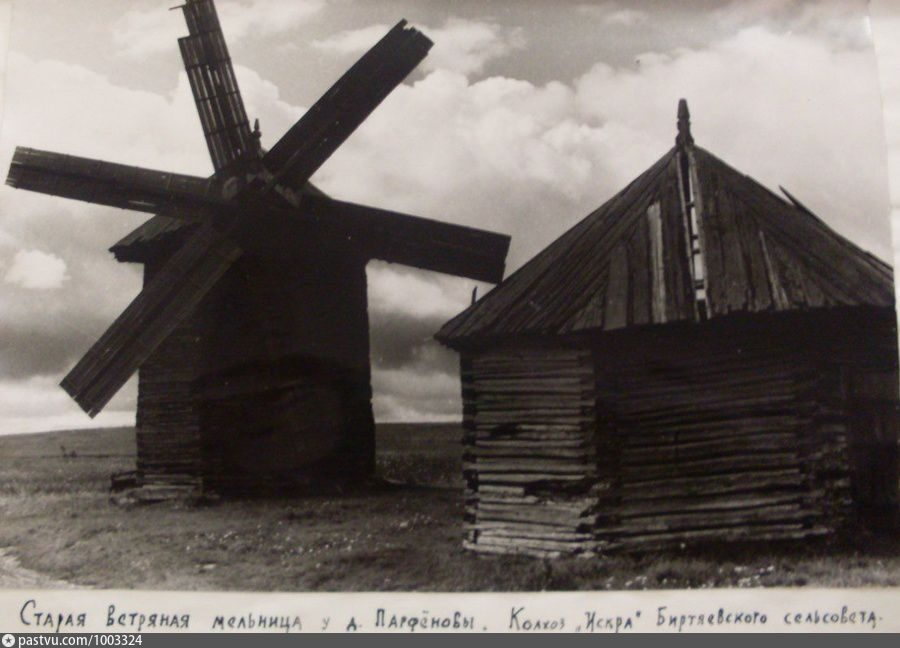 Старая ветряная мельница у д. Парфёновы. Колхоз „Искра" Биртяевского сельсовета.
pastvu.com/1003324